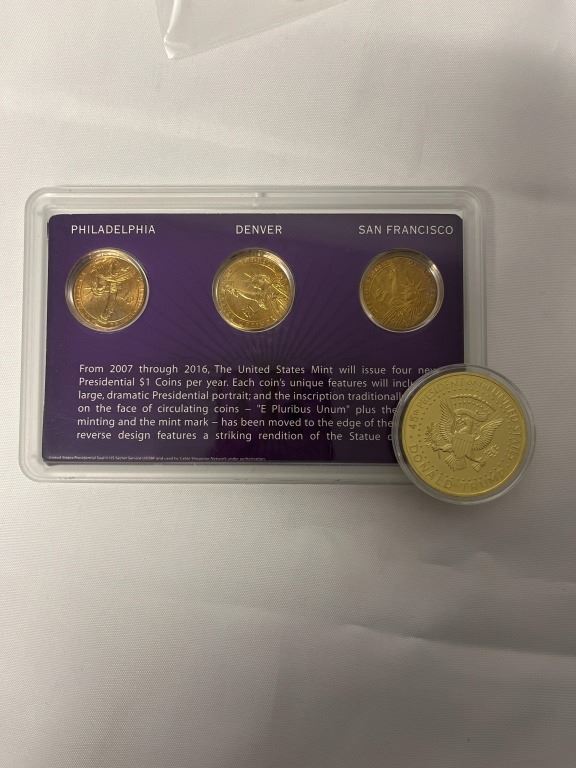 PHILADELPHIA DENVER SAN FRANCISCO
From 2007 through 2016, The United States Mint will issue four new
Presidential $1 Coins per year. Each coin's unique features will
large, dramatic Presidential portrait; and the inscription
on the face of circulating coins – "E Pluribus Unum" plus the
minting and the mint mark – has been moved to the edge of the
reverse design features a striking rendition of the Statue
DONALD TRUMP